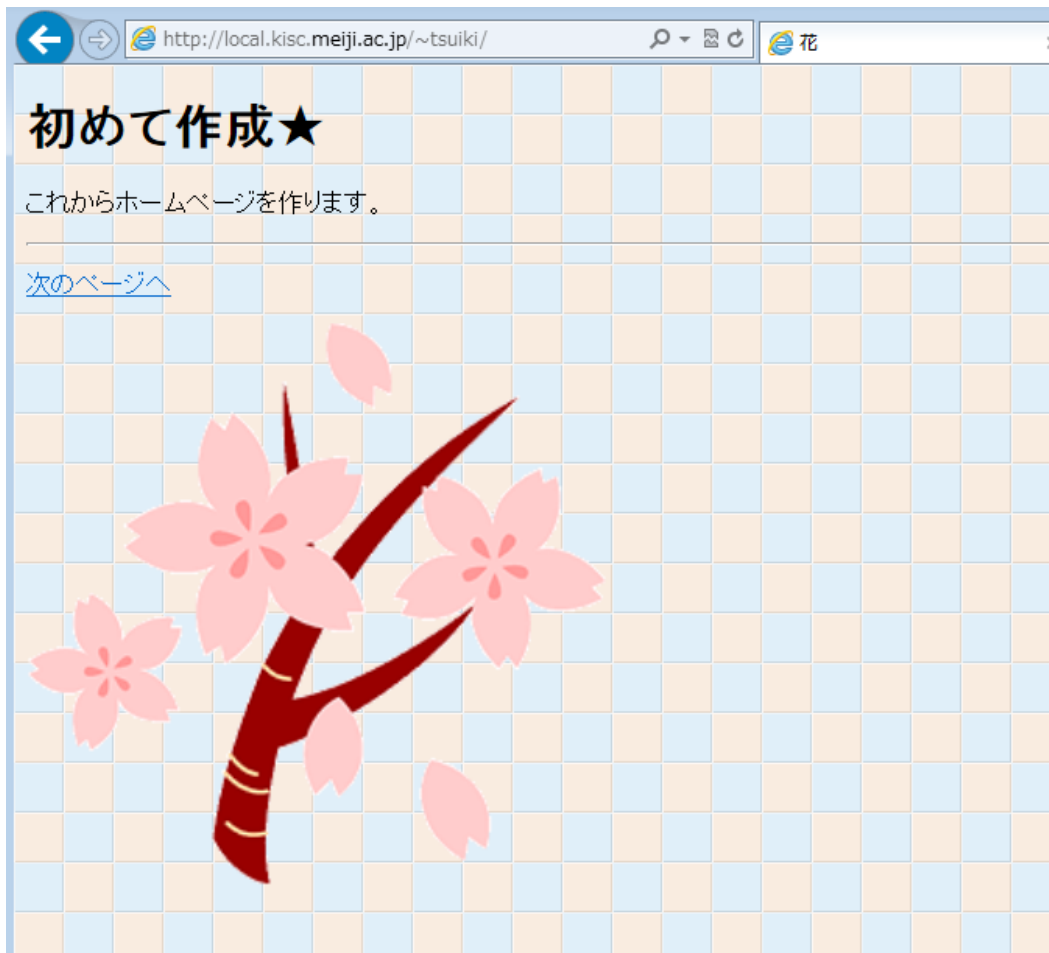 http://local.kisc.meiji.ac.jp/~tsuiki/
花
初めて作成★
これからホームページを作ります。
次のページへ